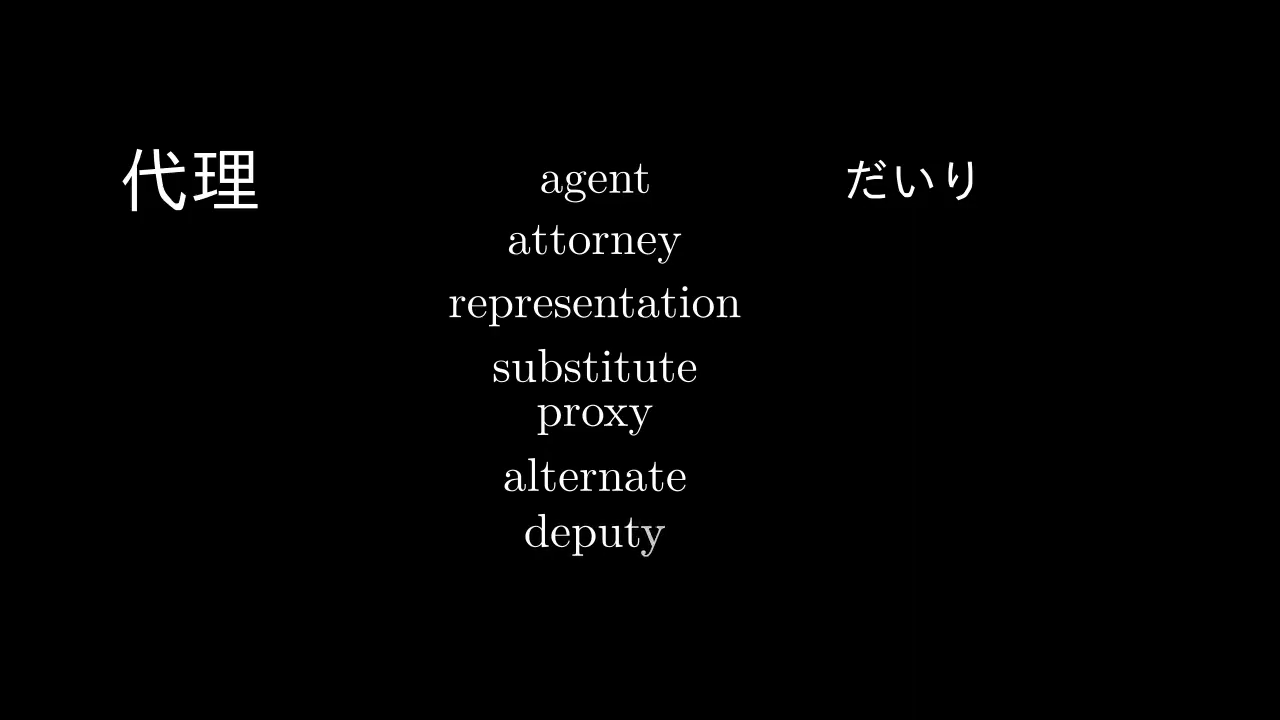 代理 agent だいり
attorney
representation
substitute
proxy
alternate
deputy